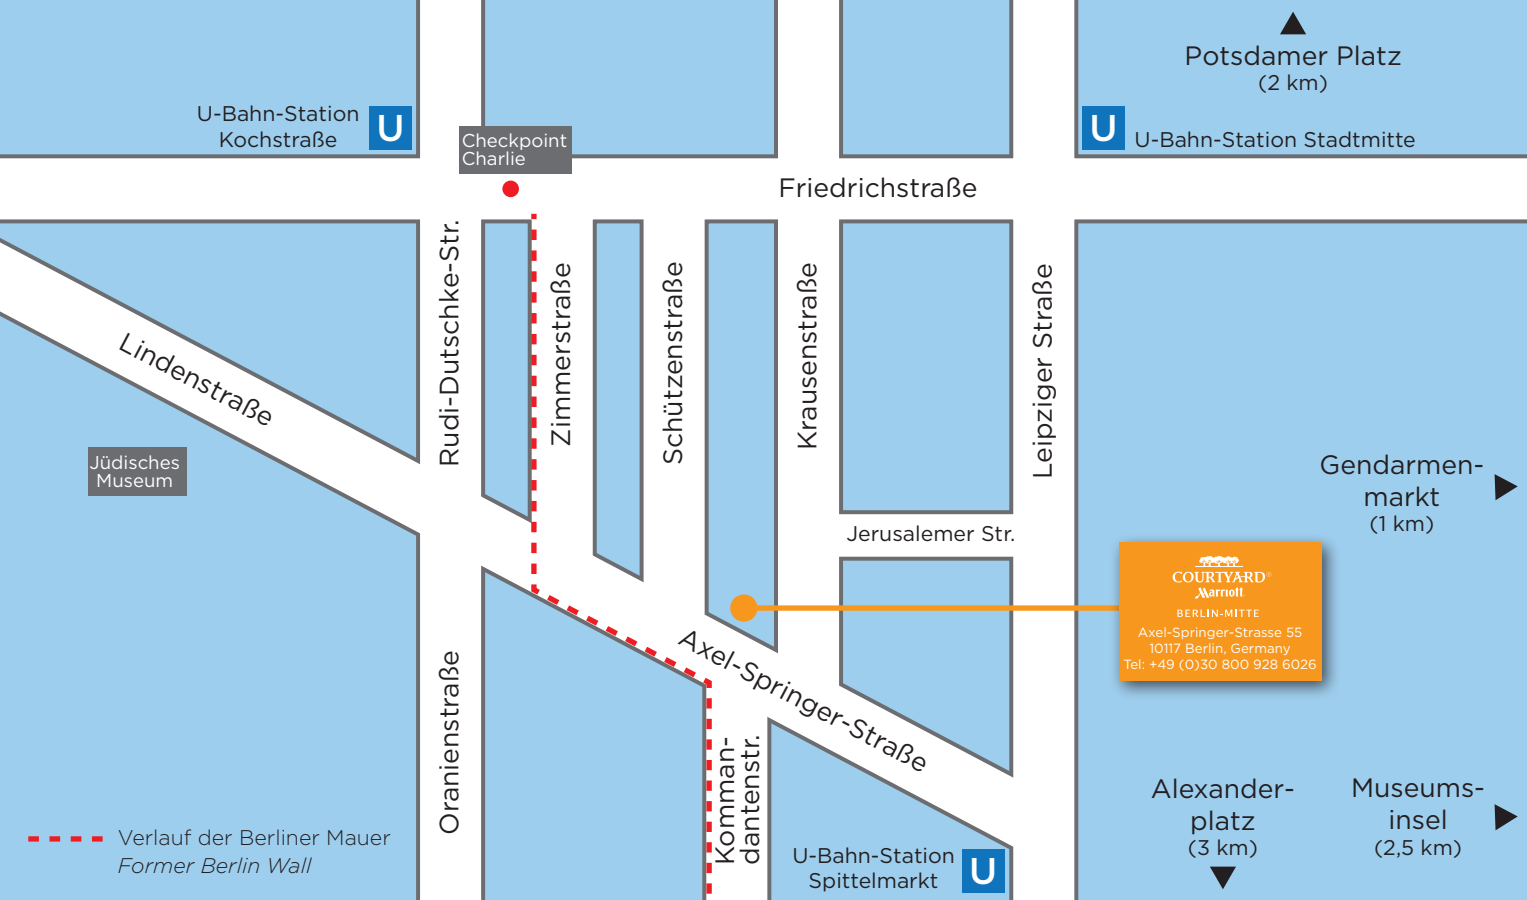 Potsdamer Platz
(2 km)
U-Bahn-Station
Kochstraße
U
Checkpoint
Charlie
U
U-Bahn-Station Stadtmitte
Friedrichstraße
Rudi-Dutschke-Str.
Zimmerstraße
Schützenstraße
Krausenstraße
Leipziger Straße
Lindenstraße
Jüdisches
Museum
Gendarmen-
markt
(1 km)
Jerusalemer Str.
COURTYARD®
Marriott
BERLIN-MITTE
Axel-Springer-Strasse 55
10117 Berlin, Germany
Tel: +49 (0)30 800 928 6026
Axel-Springer-Straße
Oranienstraße
Komman-
dantenstr.
Alexander-
platz
(3 km)
Museums-
insel
(2,5 km)
Verlauf der Berliner Mauer
Former Berlin Wall
U-Bahn-Station
Spittelmarkt
U